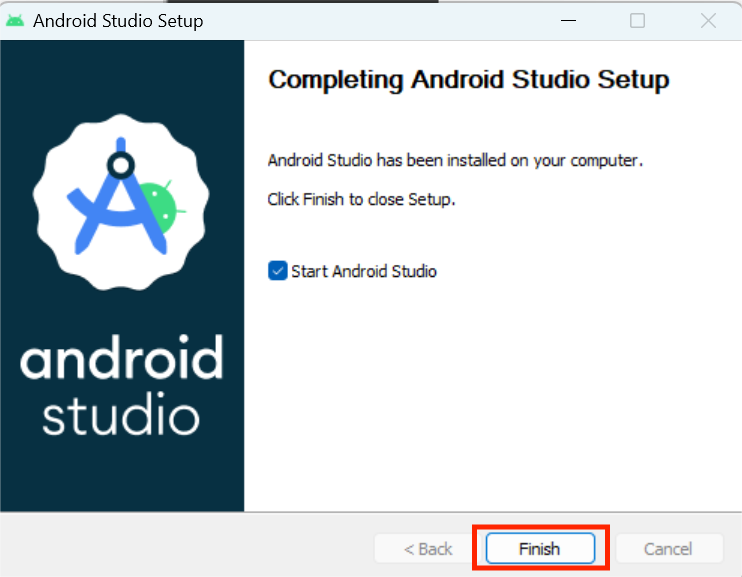 Android Studio Setup
Completing Android Studio Setup
Android Studio has been installed on your computer.
Click Finish to close Setup.
Start Android Studio
android
studio
< Back
Finish
Cancel